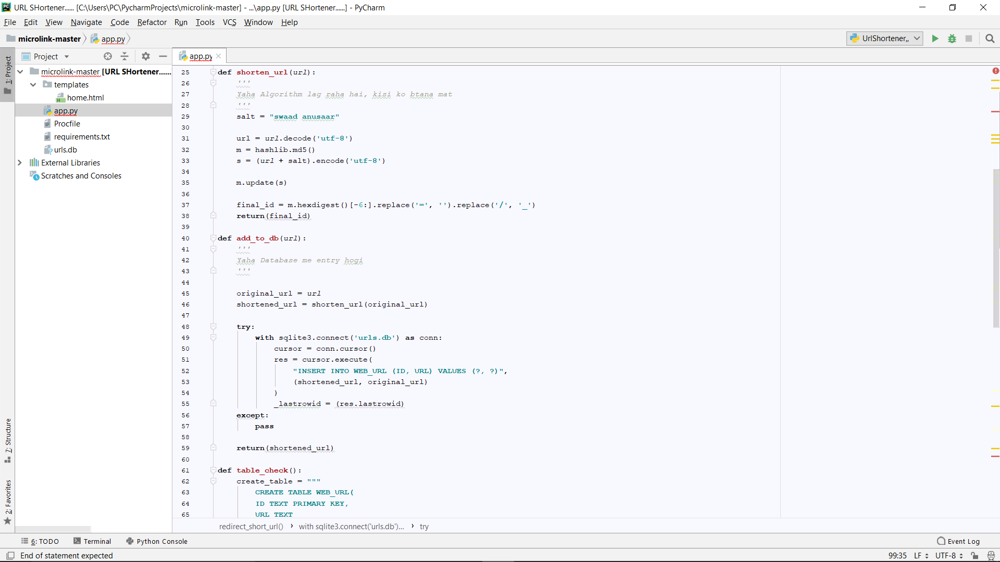 URL SHortener...... [C:\Users\PC\PycharmProjects\microlink-master] - ...\app.py [URL SHortener......] - PyCharm
File Edit View Navigate Code Refactor Run Tools VCS Window Help
microlink-master app.py UrlShortener,,
Project app.py
1: Project
microlink-master [URL SHortener......
templates
home.html
app.py
Procfile
requirements.txt
urls.db
External Libraries
Scratches and Consoles
7: Structure
2: Favorites
25 def shorten_url(url):
26 '''
27 Yaha Algorithm lag raha hai, kisi ko btana mat
28 '''
29 salt = "swaad anusaar"
30
31 url = url.decode('utf-8')
32 m = hashlib.md5()
33 s = (url + salt).encode('utf-8')
34
35 m.update(s)
36
37 final_id = m.hexdigest()[-6:].replace('=', '').replace('/', '_')
38 return(final_id)
39
40 def add_to_db(url):
41 '''
42 Yaha Database me entry hogi
43 '''
44
45 original_url = url
46 shortened_url = shorten_url(original_url)
47
48 try:
49 with sqlite3.connect('urls.db') as conn:
50 cursor = conn.cursor()
51 res = cursor.execute(
52 "INSERT INTO WEB_URL (ID, URL) VALUES (?, ?)",
53 (shortened_url, original_url)
54 )
55 _lastrowid = (res.lastrowid)
56 except:
57 pass
58
59 return(shortened_url)
60
61 def table_check():
62 create_table = """
63 CREATE TABLE WEB_URL(
64 ID TEXT PRIMARY KEY,
65 URL TEXT
redirect_short_url() › with sqlite3.connect('urls.db')... › try
6: TODO Terminal Python Console Event Log
End of statement expected 99:35 LF UTF-8